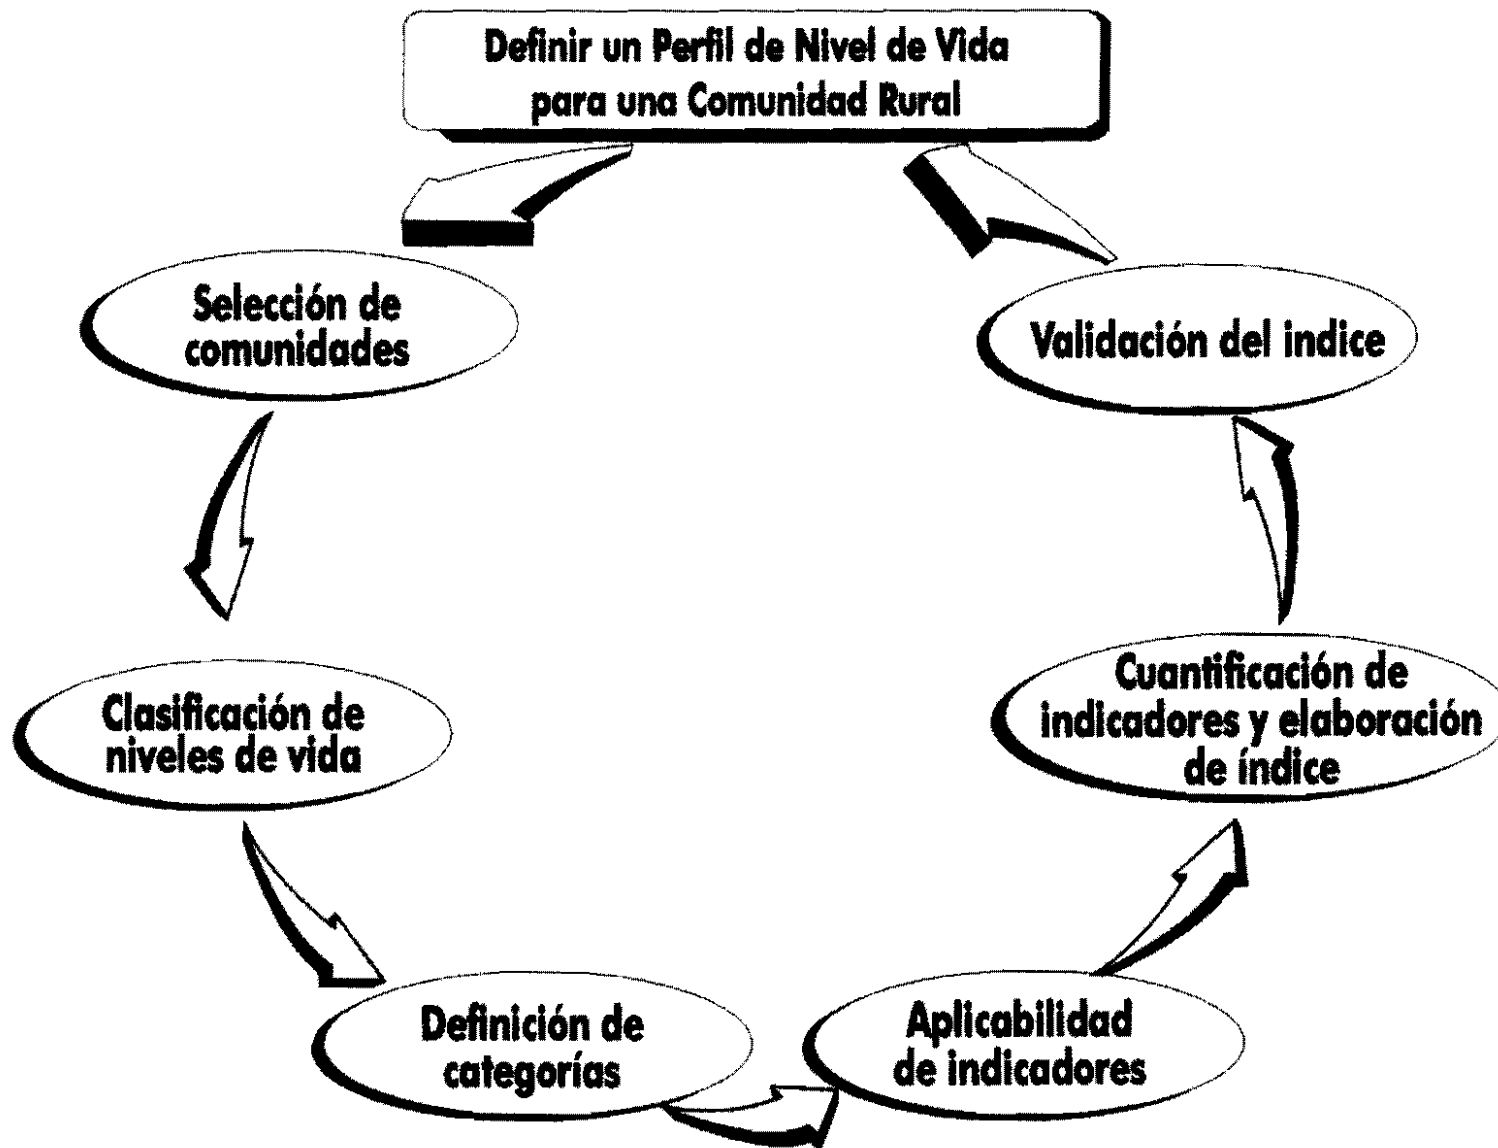 Definir un Perfil de Nivel de Vida
para una Comunidad Rural
Selección de
comunidades
Clasificación de
niveles de vida
Definición de
categorías
Aplicabilidad
de indicadores
Cuantificación de
indicadores y elaboración
de índice
Validación del indice